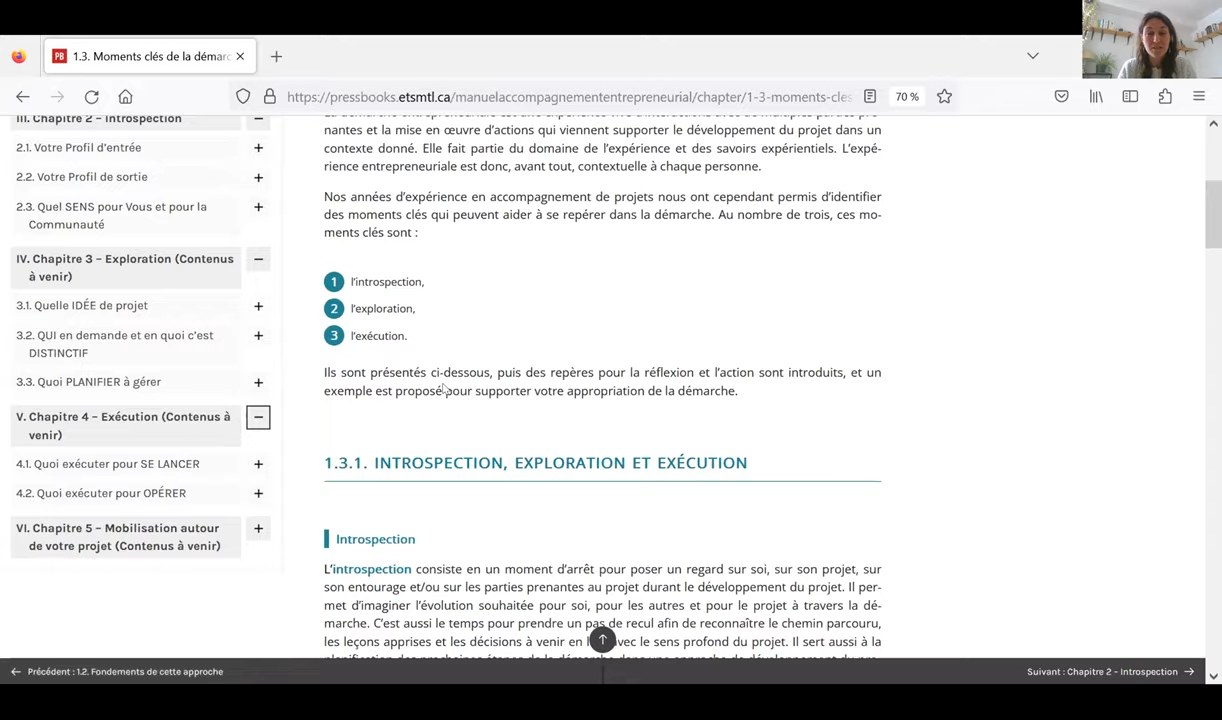 PB 1.3. Moments clés de la démarc
https://pressbooks.etsmtl.ca/manuelaccompagnemententrepreneurial/chapter/1-3-moments-cles
70 %
III. Chapitre 2 – Introspection
2.1. Votre Profil d'entrée
2.2. Votre Profil de sortie
2.3. Quel SENS pour Vous et pour la
Communauté
IV. Chapitre 3 – Exploration (Contenus
à venir)
3.1. Quelle IDÉE de projet
3.2. QUI en demande et en quoi c'est
DISTINCTIF
3.3. Quoi PLANIFIER à gérer
V. Chapitre 4 – Exécution (Contenus à
venir)
4.1. Quoi exécuter pour SE LANCER
4.2. Quoi exécuter pour OPÉRER
VI. Chapitre 5 – Mobilisation autour
de votre projet (Contenus à venir)
nantes et la mise en œuvre d'actions qui viennent supporter le développement du projet dans un
contexte donné. Elle fait partie du domaine de l'expérience et des savoirs expérientiels. L'expé-
rience entrepreneuriale est donc, avant tout, contextuelle à chaque personne.
Nos années d'expérience en accompagnement de projets nous ont cependant permis d'identifier
des moments clés qui peuvent aider à se repérer dans la démarche. Au nombre de trois, ces mo-
ments clés sont :
1 l'introspection,
2 l'exploration,
3 l'exécution.
Ils sont présentés ci-dessous, puis des repères pour la réflexion et l'action sont introduits, et un
exemple est proposé pour supporter votre appropriation de la démarche.
1.3.1. INTROSPECTION, EXPLORATION ET EXÉCUTION
Introspection
L'introspection consiste en un moment d'arrêt pour poser un regard sur soi, sur son projet, sur
son entourage et/ou sur les parties prenantes au projet durant le développement du projet. Il per-
met d'imaginer l'évolution souhaitée pour soi, pour les autres et pour le projet à travers la dé-
marche. C'est aussi le temps pour prendre un pas de recul afin de reconnaître le chemin parcouru,
les leçons apprises et les décisions à venir en avec le sens profond du projet. Il sert aussi à la
← Précédent : 1.2. Fondements de cette approche
Suivant : Chapitre 2 – Introspection →